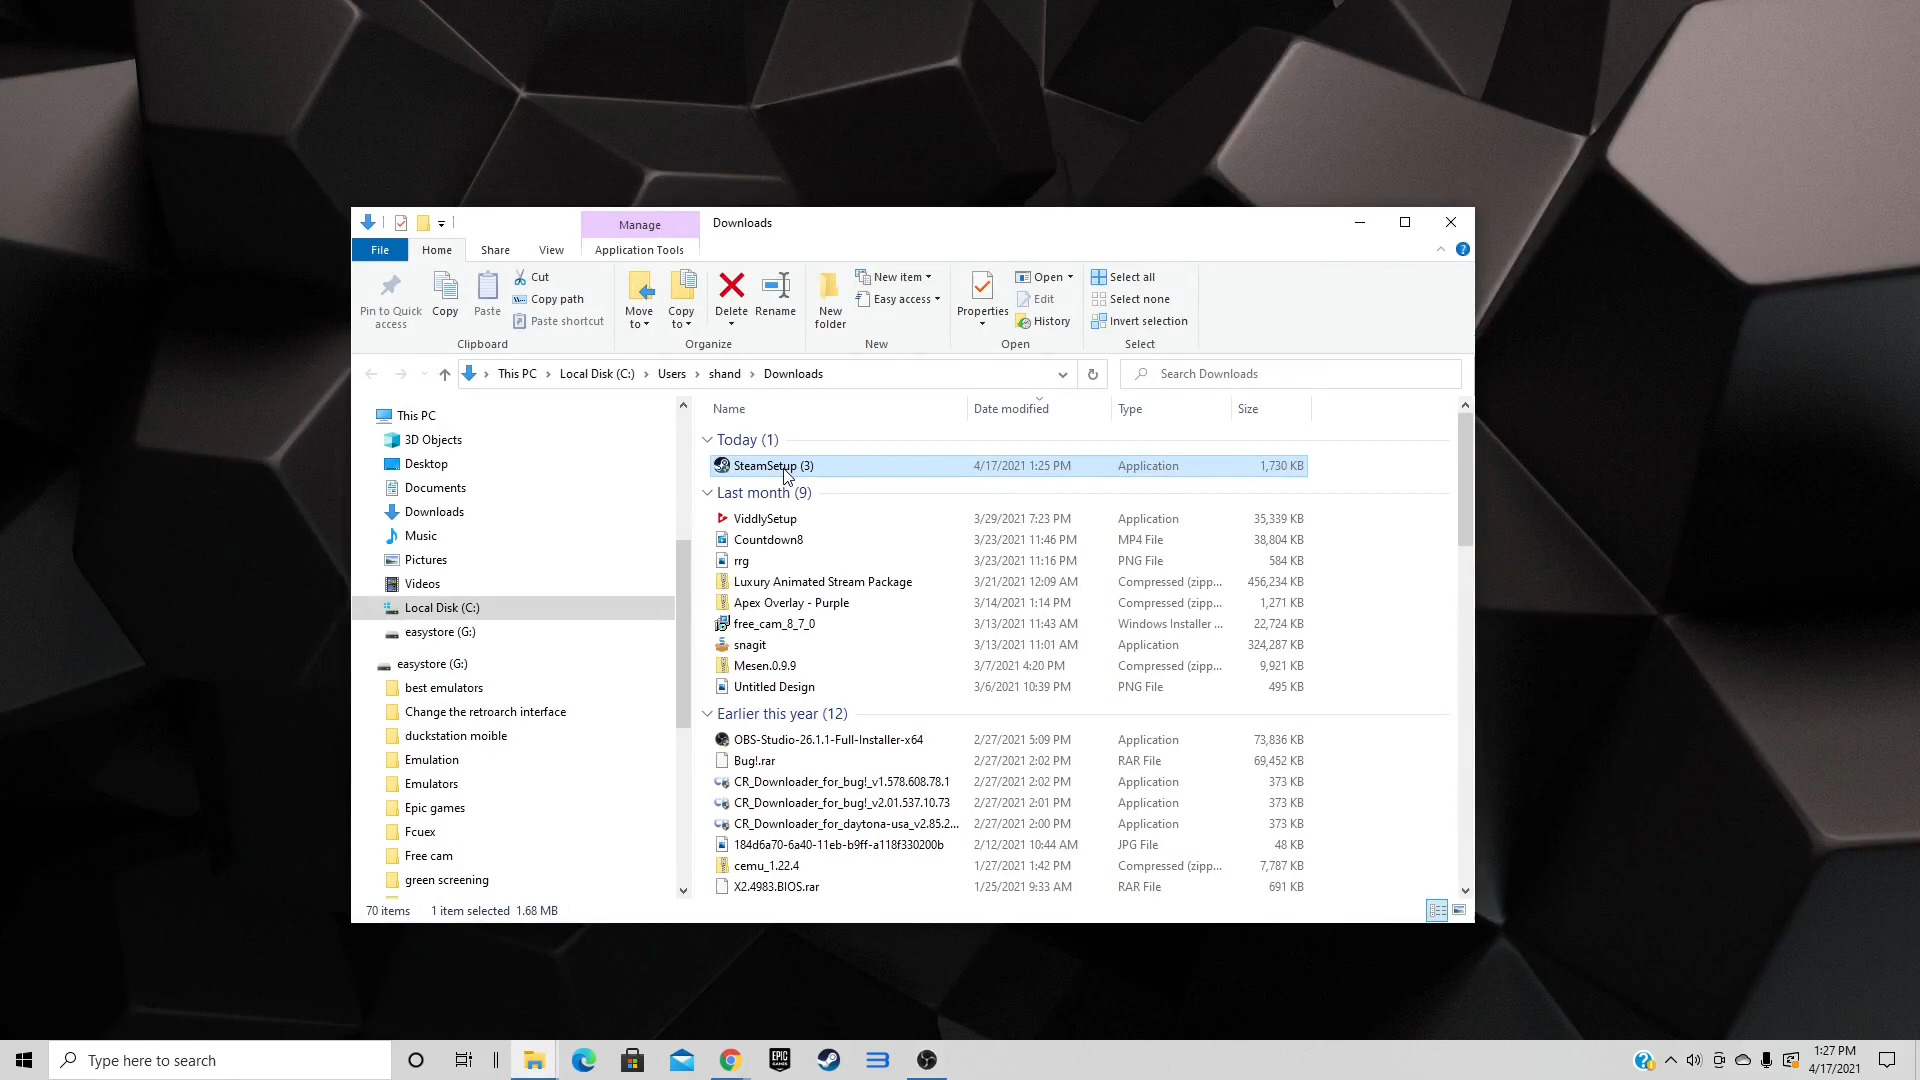 Manage
Downloads
File
Home
Share
View
Application Tools
Pin to Quick access
Copy
Paste
Cut
Copy path
Paste shortcut
Clipboard
Move to
Copy to
Delete
Rename
Organize
New folder
New item
Easy access
New
Properties
Open
Edit
History
Open
Select all
Select none
Invert selection
Select
This PC > Local Disk (C:) > Users > shand > Downloads
Search Downloads
This PC
3D Objects
Desktop
Documents
Downloads
Music
Pictures
Videos
Local Disk (C:)
easystore (G:)
easystore (G:)
best emulators
Change the retroarch interface
duckstation moible
Emulation
Emulators
Epic games
Fcuex
Free cam
green screening
Name Date modified Type Size
Today (1)
SteamSetup (3) 4/17/2021 1:25 PM Application 1,730 KB
Last month (9)
ViddlySetup 3/29/2021 7:23 PM Application 35,339 KB
Countdown8 3/23/2021 11:46 PM MP4 File 38,804 KB
rrg 3/23/2021 11:16 PM PNG File 584 KB
Luxury Animated Stream Package 3/21/2021 12:09 AM Compressed (zipp... 456,234 KB
Apex Overlay - Purple 3/14/2021 1:14 PM Compressed (zipp... 1,271 KB
free_cam_8_7_0 3/13/2021 11:43 AM Windows Installer ... 22,724 KB
snagit 3/13/2021 11:01 AM Application 324,287 KB
Mesen.0.9.9 3/7/2021 4:20 PM Compressed (zipp... 9,921 KB
Untitled Design 3/6/2021 10:39 PM PNG File 495 KB
Earlier this year (12)
OBS-Studio-26.1.1-Full-Installer-x64 2/27/2021 5:09 PM Application 73,836 KB
Bug!.rar 2/27/2021 2:02 PM RAR File 69,452 KB
CR_Downloader_for_bug!_v1.578.608.78.1 2/27/2021 2:02 PM Application 373 KB
CR_Downloader_for_bug!_v2.01.537.10.73 2/27/2021 2:01 PM Application 373 KB
CR_Downloader_for_daytona-usa_v2.85.2... 2/27/2021 2:00 PM Application 373 KB
184d6a70-6a40-11eb-b9ff-a118f330200b 2/12/2021 10:44 AM JPG File 48 KB
cemu_1.22.4 1/27/2021 1:42 PM Compressed (zipp... 7,787 KB
X2.4983.BIOS.rar 1/25/2021 9:33 AM RAR File 691 KB
70 items 1 item selected 1.68 MB
Type here to search
EPIC GAMES
1:27 PM
4/17/2021